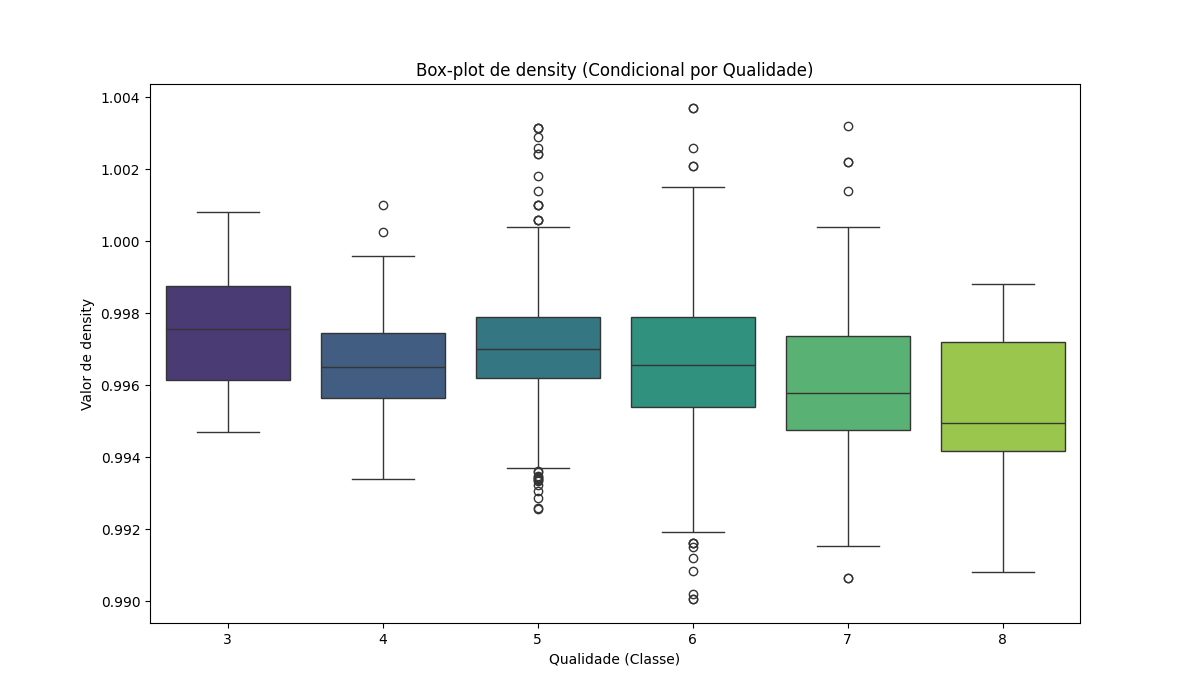 Box-plot de density (Condicional por Qualidade)
1.004
1.002
1.000
0.998
0.996
0.994
0.992
0.990
Valor de density
3 4 5 6 7 8
Qualidade (Classe)